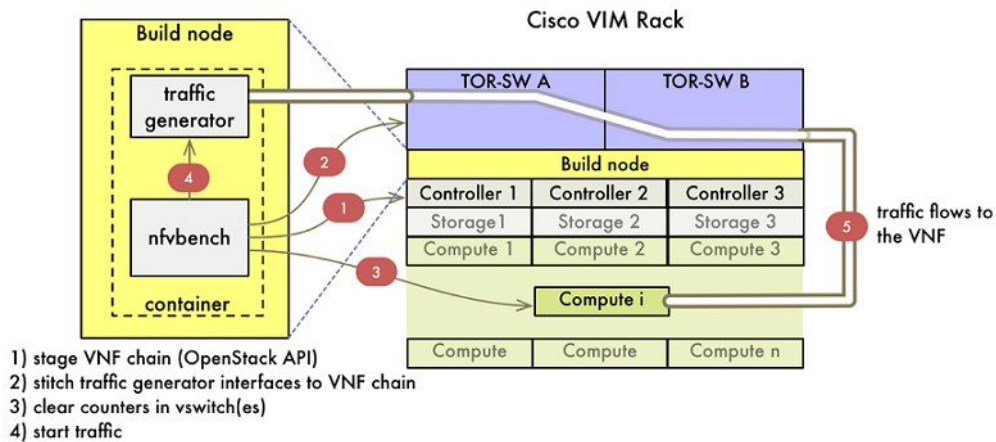 Cisco VIM Rack
Build node
traffic
generator
nfvbench
container
TOR-SW A
TOR-SW B
Build node
Controller 1
Controller 2
Controller 3
Storage1
Storage 2
Storage 3
Compute 1
Compute 2
Compute 3
Compute i
Compute
Compute
Compute n
2
4
1
3
5
traffic flows to
the VNF
1) stage VNF chain (OpenStack API)
2) stitch traffic generator interfaces to VNF chain
3) clear counters in vswitch(es)
4) start traffic